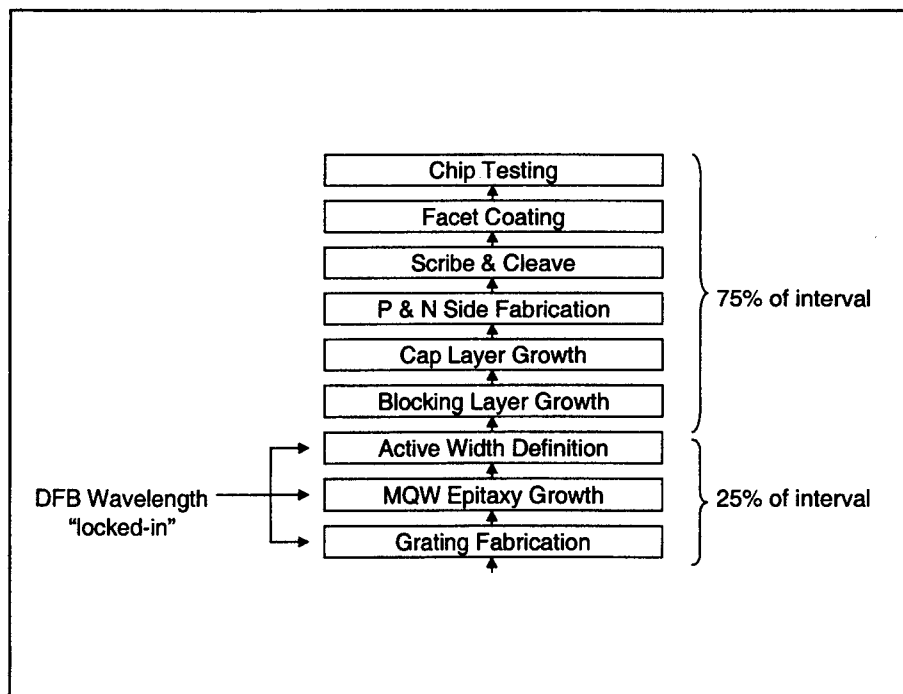 Chip Testing
Facet Coating
Scribe & Cleave
P & N Side Fabrication
75% of interval
Cap Layer Growth
Blocking Layer Growth
Active Width Definition
DFB Wavelength
"locked-in"
MQW Epitaxy Growth
25% of interval
Grating Fabrication